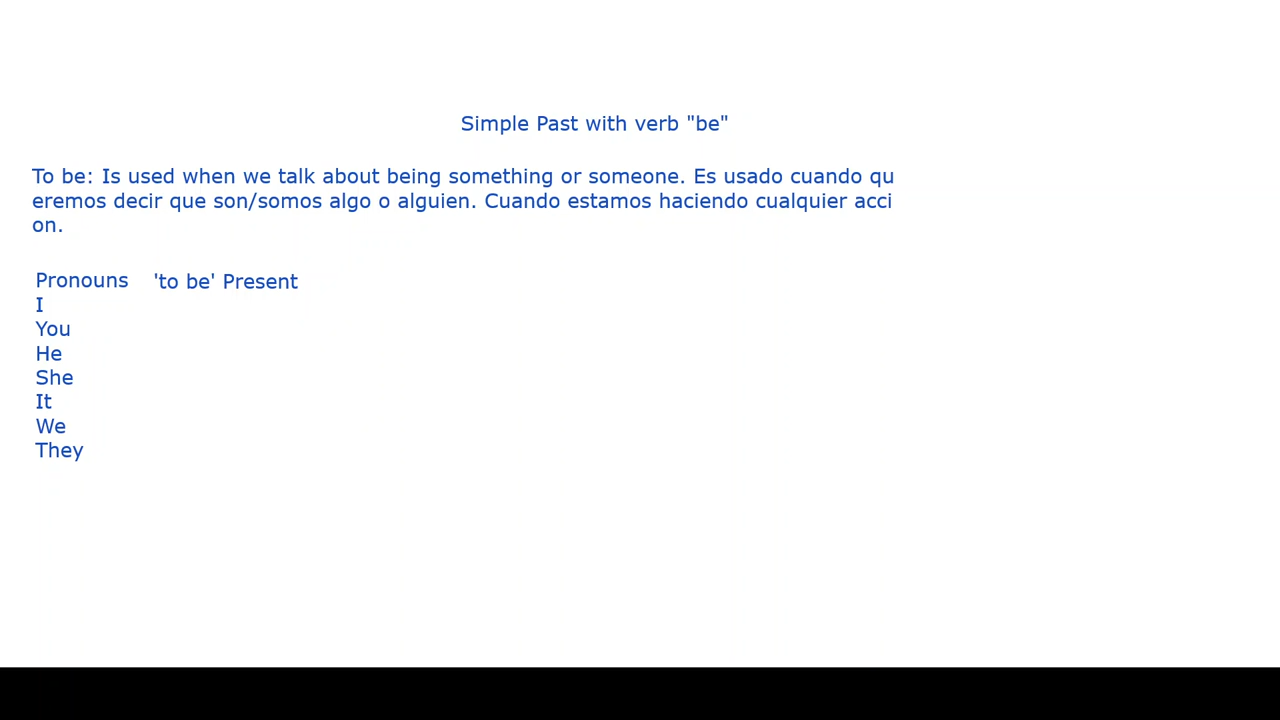 Simple Past with verb "be"
To be: Is used when we talk about being something or someone. Es usado cuando qu
eremos decir que son/somos algo o alguien. Cuando estamos haciendo cualquier acci
on.
Pronouns 'to be' Present
I
You
He
She
It
We
They